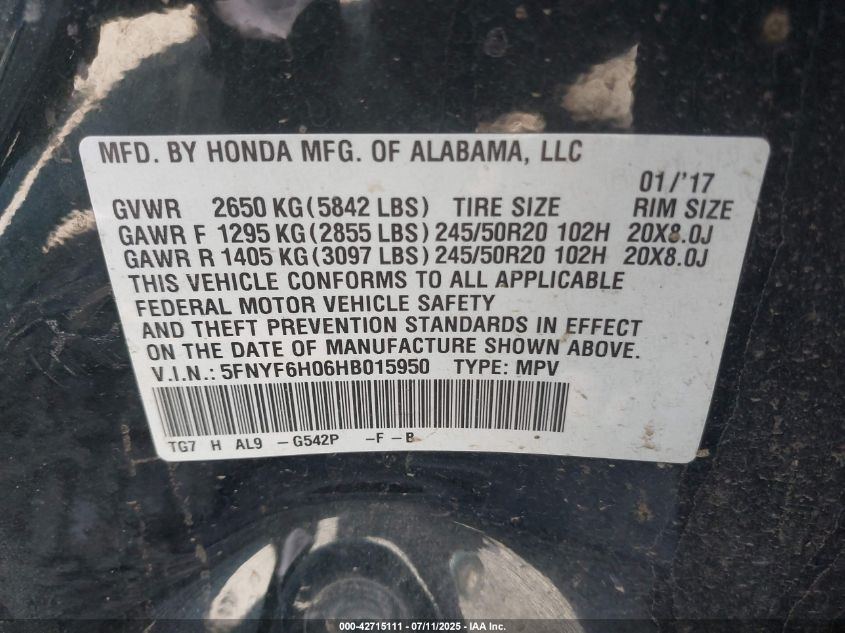 MFD. BY HONDA MFG. OF ALABAMA, LLC
01/'17
GVWR 2650 KG(5842 LBS) TIRE SIZE RIM SIZE
GAWR F 1295 KG(2855 LBS) 245/50R20 102H 20X8.0J
GAWR R 1405 KG(3097 LBS) 245/50R20 102H 20X8.0J
THIS VEHICLE CONFORMS TO ALL APPLICABLE
FEDERAL MOTOR VEHICLE SAFETY
AND THEFT PREVENTION STANDARDS IN EFFECT
ON THE DATE OF MANUFACTURE SHOWN ABOVE.
V.I.N.: 5FNYF6H06HB015950 TYPE: MPV
TG7 H AL9 -G542P -F-B
000-42715111 - 07/11/2025 - IAA Inc.